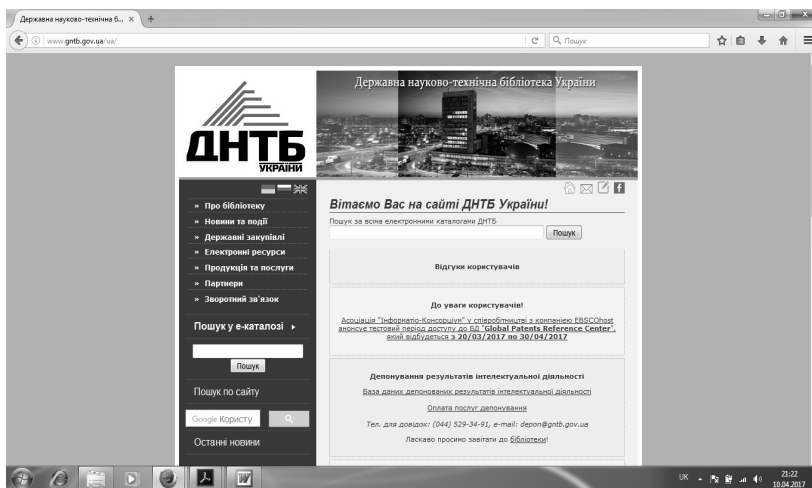 Державна науково-технічна б...
www.gntb.gov.ua/ua/
Пошук
Державна науково-технічна бібліотека України
ДНТБ
УКРАЇНИ
» Про бібліотеку
» Новини та події
» Державні закупівлі
» Електронні ресурси
» Продукція та послуги
» Партнери
» Зворотний зв'язок
Пошук у е-каталозі
Пошук
Пошук по сайту
Google Користу
Останні новини
Вітаємо Вас на сайті ДНТБ України!
Пошук за всіма електронними каталогами ДНТБ
Пошук
Відгуки користувачів
До уваги користувачів!
Асоціація "Інформатіо-Консорціум" у співробітництві з компанією EBSCOhost
анонсує тестовий період доступу до БД "Global Patents Reference Center",
який відбудеться з 20/03/2017 по 30/04/2017
Депонування результатів інтелектуальної діяльності
База даних депонованих результатів інтелектуальної діяльності
Оплата послуг депонування
Тел. для довідок: (044) 529-34-91, e-mail: depon@gntb.gov.ua
Ласкаво просимо завітати до бібліотеки!
UK
21:22
10.04.2017